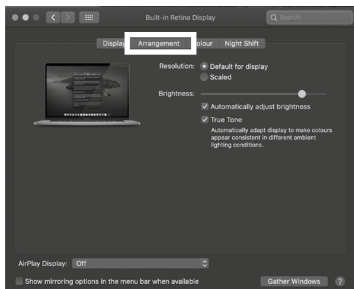 Built-in Retina Display
Search
Display Arrangement olour Night Shift
Resolution: Default for display
Scaled
Brightness:
Automatically adjust brightness
True Tone
Automatically adapt display to make colours
appear consistent in different ambient
lighting conditions.
AirPlay Display: Off
Show mirroring options in the menu bar when available
Gather Windows ?